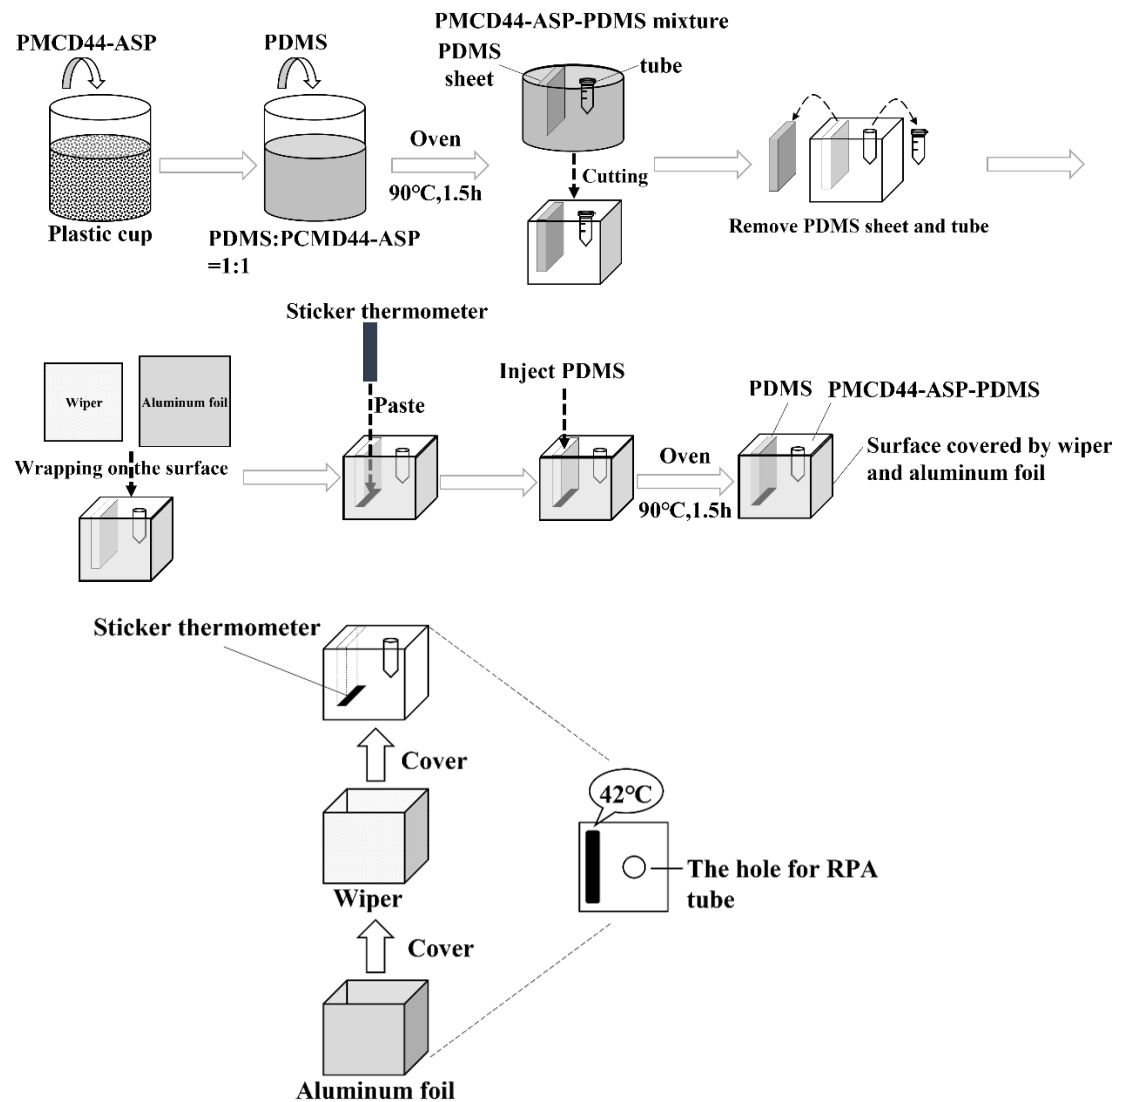 PMCD44-ASP
Plastic cup
PDMS
PDMS:PCMD44-ASP
=1:1
Oven
90℃,1.5h
PMCD44-ASP-PDMS mixture
PDMS
sheet
tube
Cutting
Remove PDMS sheet and tube
Wiper
Aluminum foil
Wrapping on the surface
Sticker thermometer
Paste
Inject PDMS
Oven
90℃,1.5h
PDMS
PMCD44-ASP-PDMS
Surface covered by wiper
and aluminum foil
Sticker thermometer
Cover
Wiper
Cover
Aluminum foil
42℃
The hole for RPA
tube